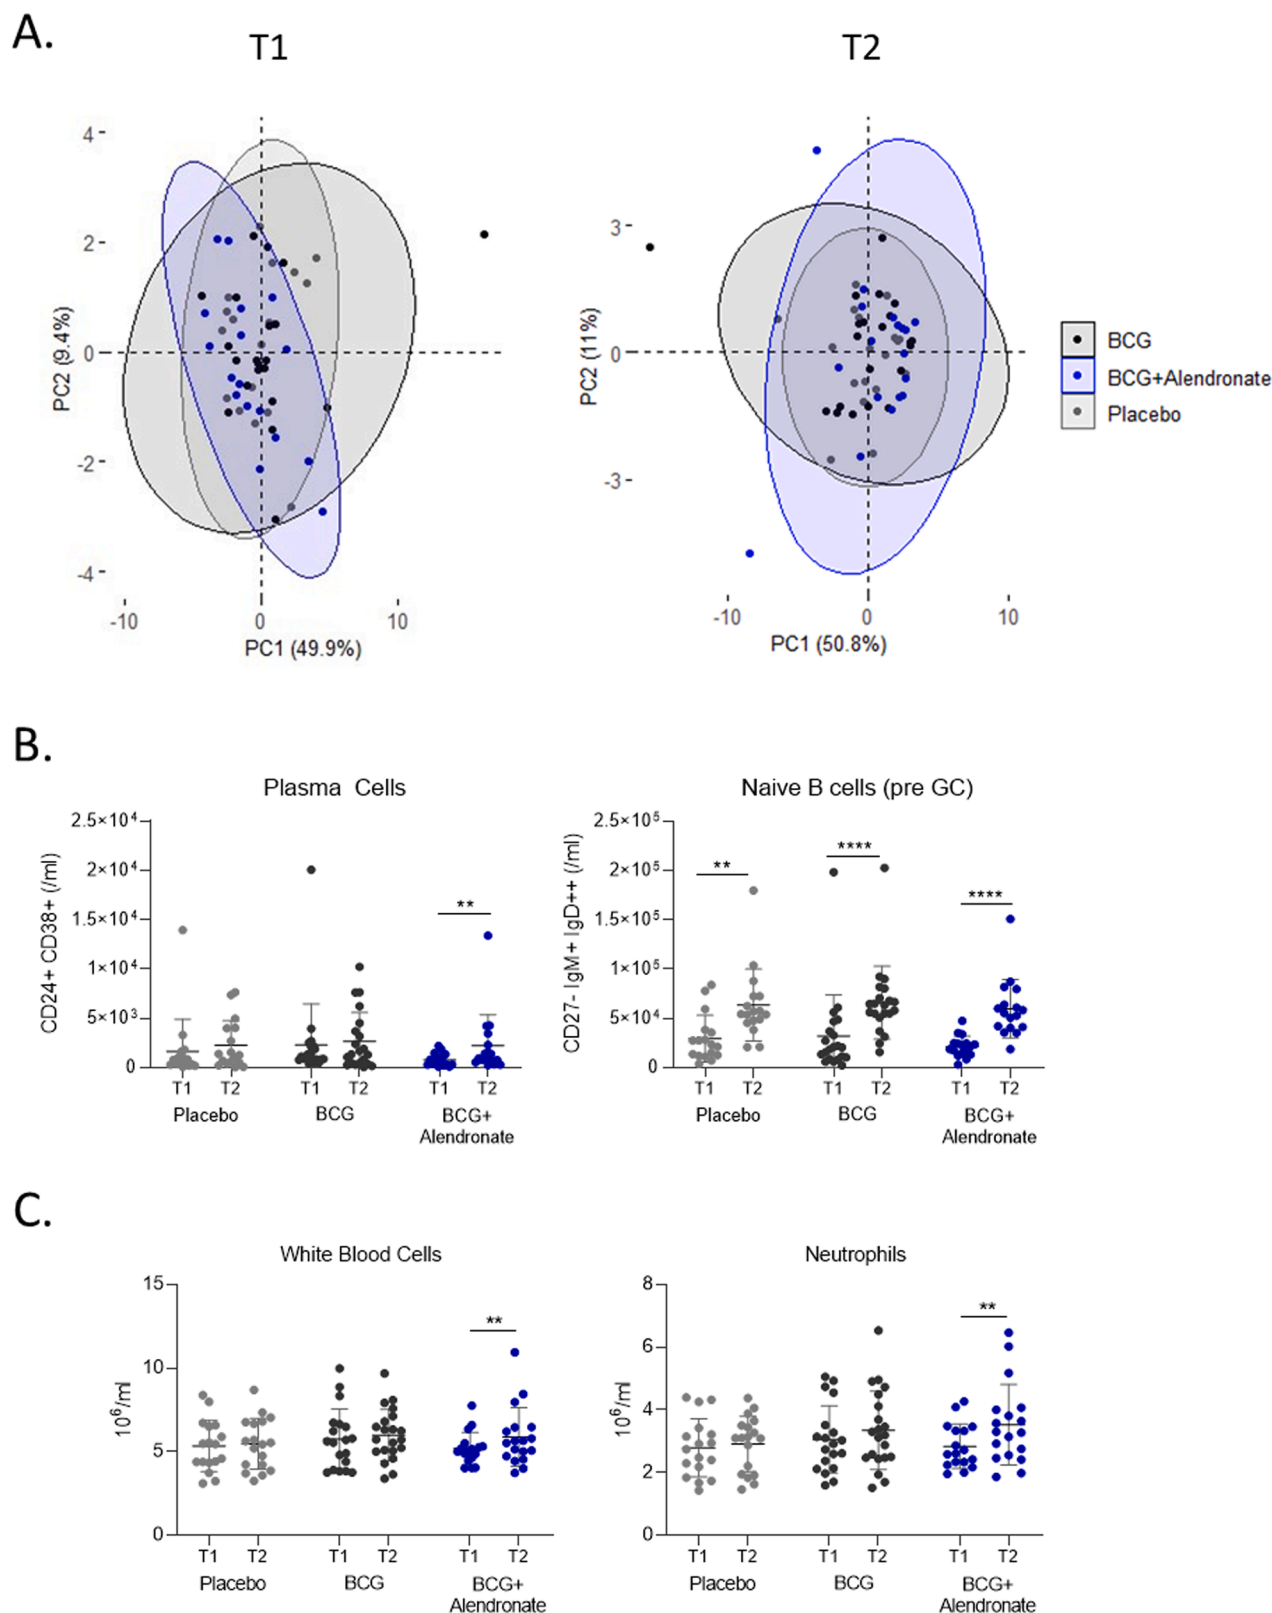 A.
T1
T2
4
2
0
-2
-4
PC2 (9.4%)
-10
0
10
PC1 (49.9%)
3
0
-3
PC2 (11%)
-10
0
10
PC1 (50.8%)
BCG
BCG+Alendronate
Placebo
B.
Plasma Cells
2.5×10⁴
2×10⁴
1.5×10⁴
1×10⁴
5×10³
0
CD24+ CD38+ (/ml)
**
T1 T2 T1 T2 T1 T2
Placebo BCG BCG+
Alendronate
Naive B cells (pre GC)
2.5×10⁵
2×10⁵
1.5×10⁵
1×10⁵
5×10⁴
0
CD27- IgM+ IgD++ (/ml)
** **** ****
T1 T2 T1 T2 T1 T2
Placebo BCG BCG+
Alendronate
C.
White Blood Cells
15
10
5
0
10⁶/ml
**
T1 T2 T1 T2 T1 T2
Placebo BCG BCG+
Alendronate
Neutrophils
8
6
4
2
0
10⁶/ml
**
T1 T2 T1 T2 T1 T2
Placebo BCG BCG+
Alendronate